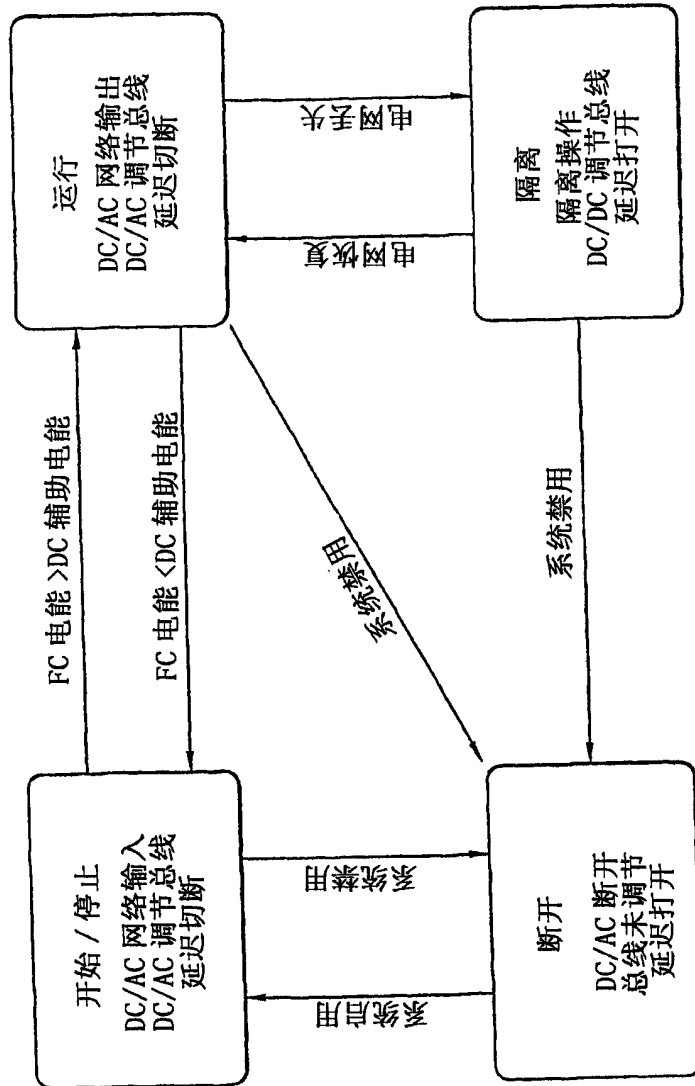 开始/停止
DC/AC 网络输入
DC/AC 调节总线
延迟切断
FC 电能>DC 辅助电能
FC 电能<DC 辅助电能
运行
DC/AC 网络输出
DC/AC 调节总线
延迟切断
系统启用
系统禁用
系统禁用
电网恢复
电网丢失
断开
DC/AC 断开
总线未调节
延迟打开
系统禁用
隔离
隔离操作
DC/DC 调节总线
延迟打开